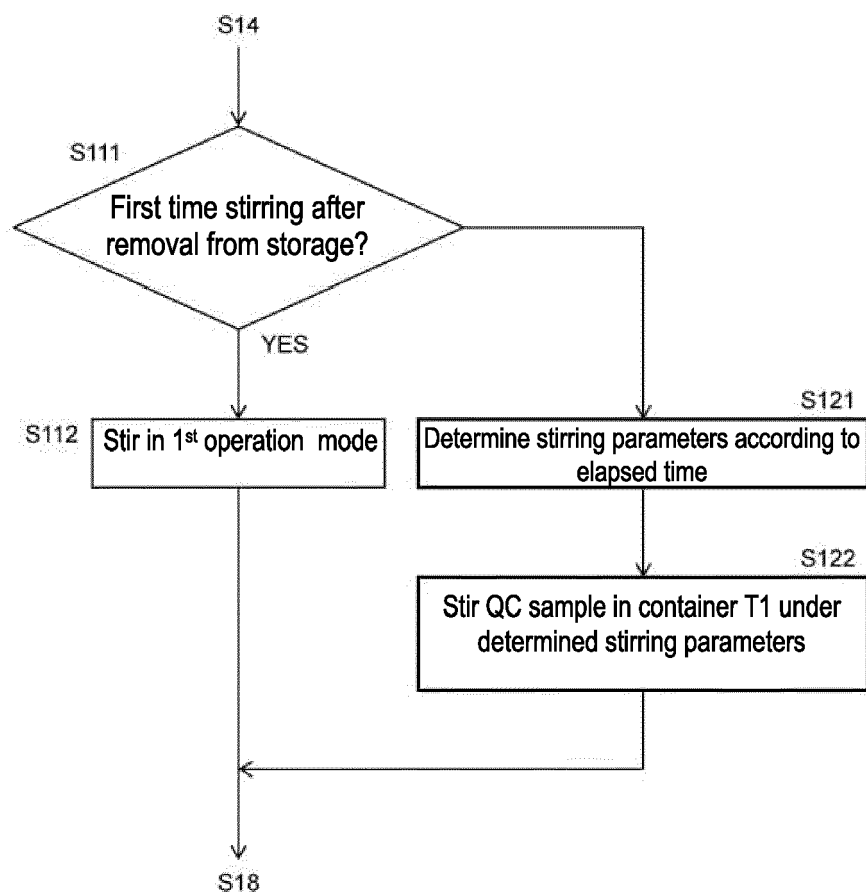 S14
S111
First time stirring after
removal from storage?
YES
S112
Stir in 1st operation mode
S121
Determine stirring parameters according to
elapsed time
S122
Stir QC sample in container T1 under
determined stirring parameters
S18